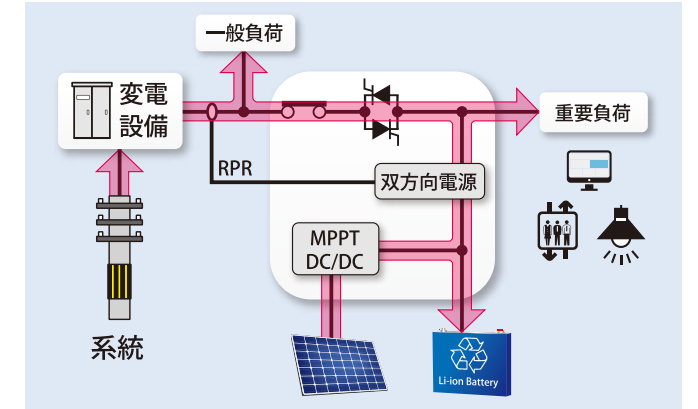 一般負荷
変電
設備
重要負荷
RPR
双方向電源
MPPT
DC/DC
系統
Li-ion Battery